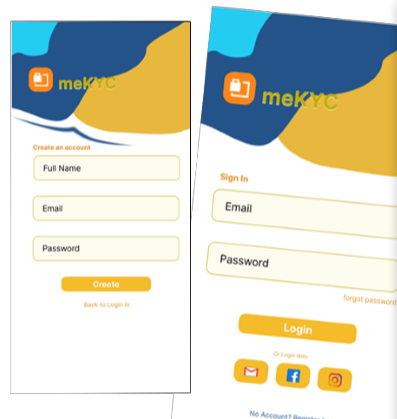 meKYC
Create an account
Full Name
Email
Password
Create
Back to Login In
meKYC
Sign In
Email
Password
forgot password
Login
Or Login With
No Account? Register